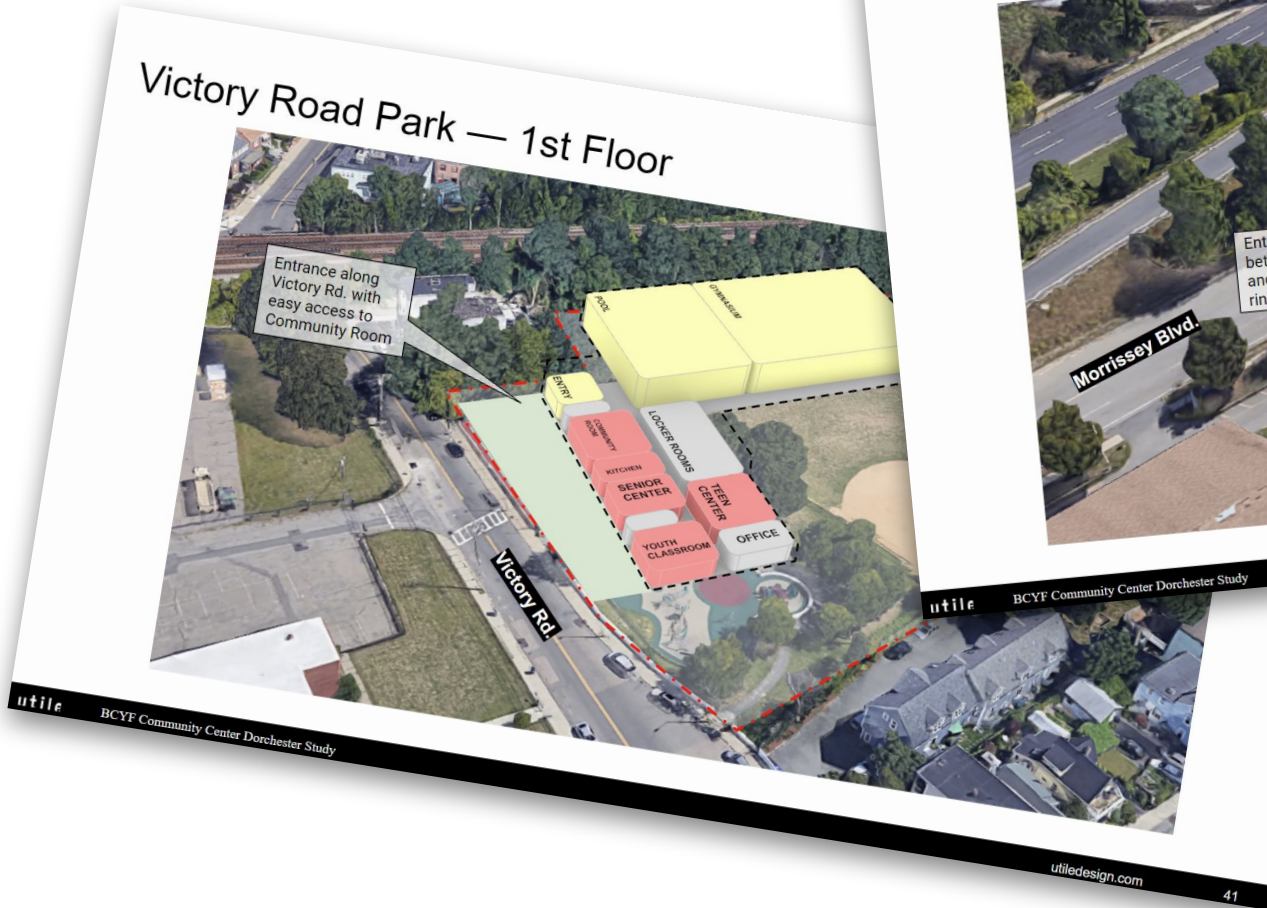 Victory Road Park — 1st Floor
Entrance along
Victory Rd. with
easy access to
Community Room
POOL
GYMNASIUM
ENTRY
COMMUNITY
ROOM
LOCKER ROOMS
KITCHEN
SENIOR
CENTER
TEEN
CENTER
YOUTH
CLASSROOM
OFFICE
Victory Rd.
utile
BCYF Community Center Dorchester Study
utiledesign.com
41
Morrissey Blvd.
utile
BCYF Community Center Dorchester Study